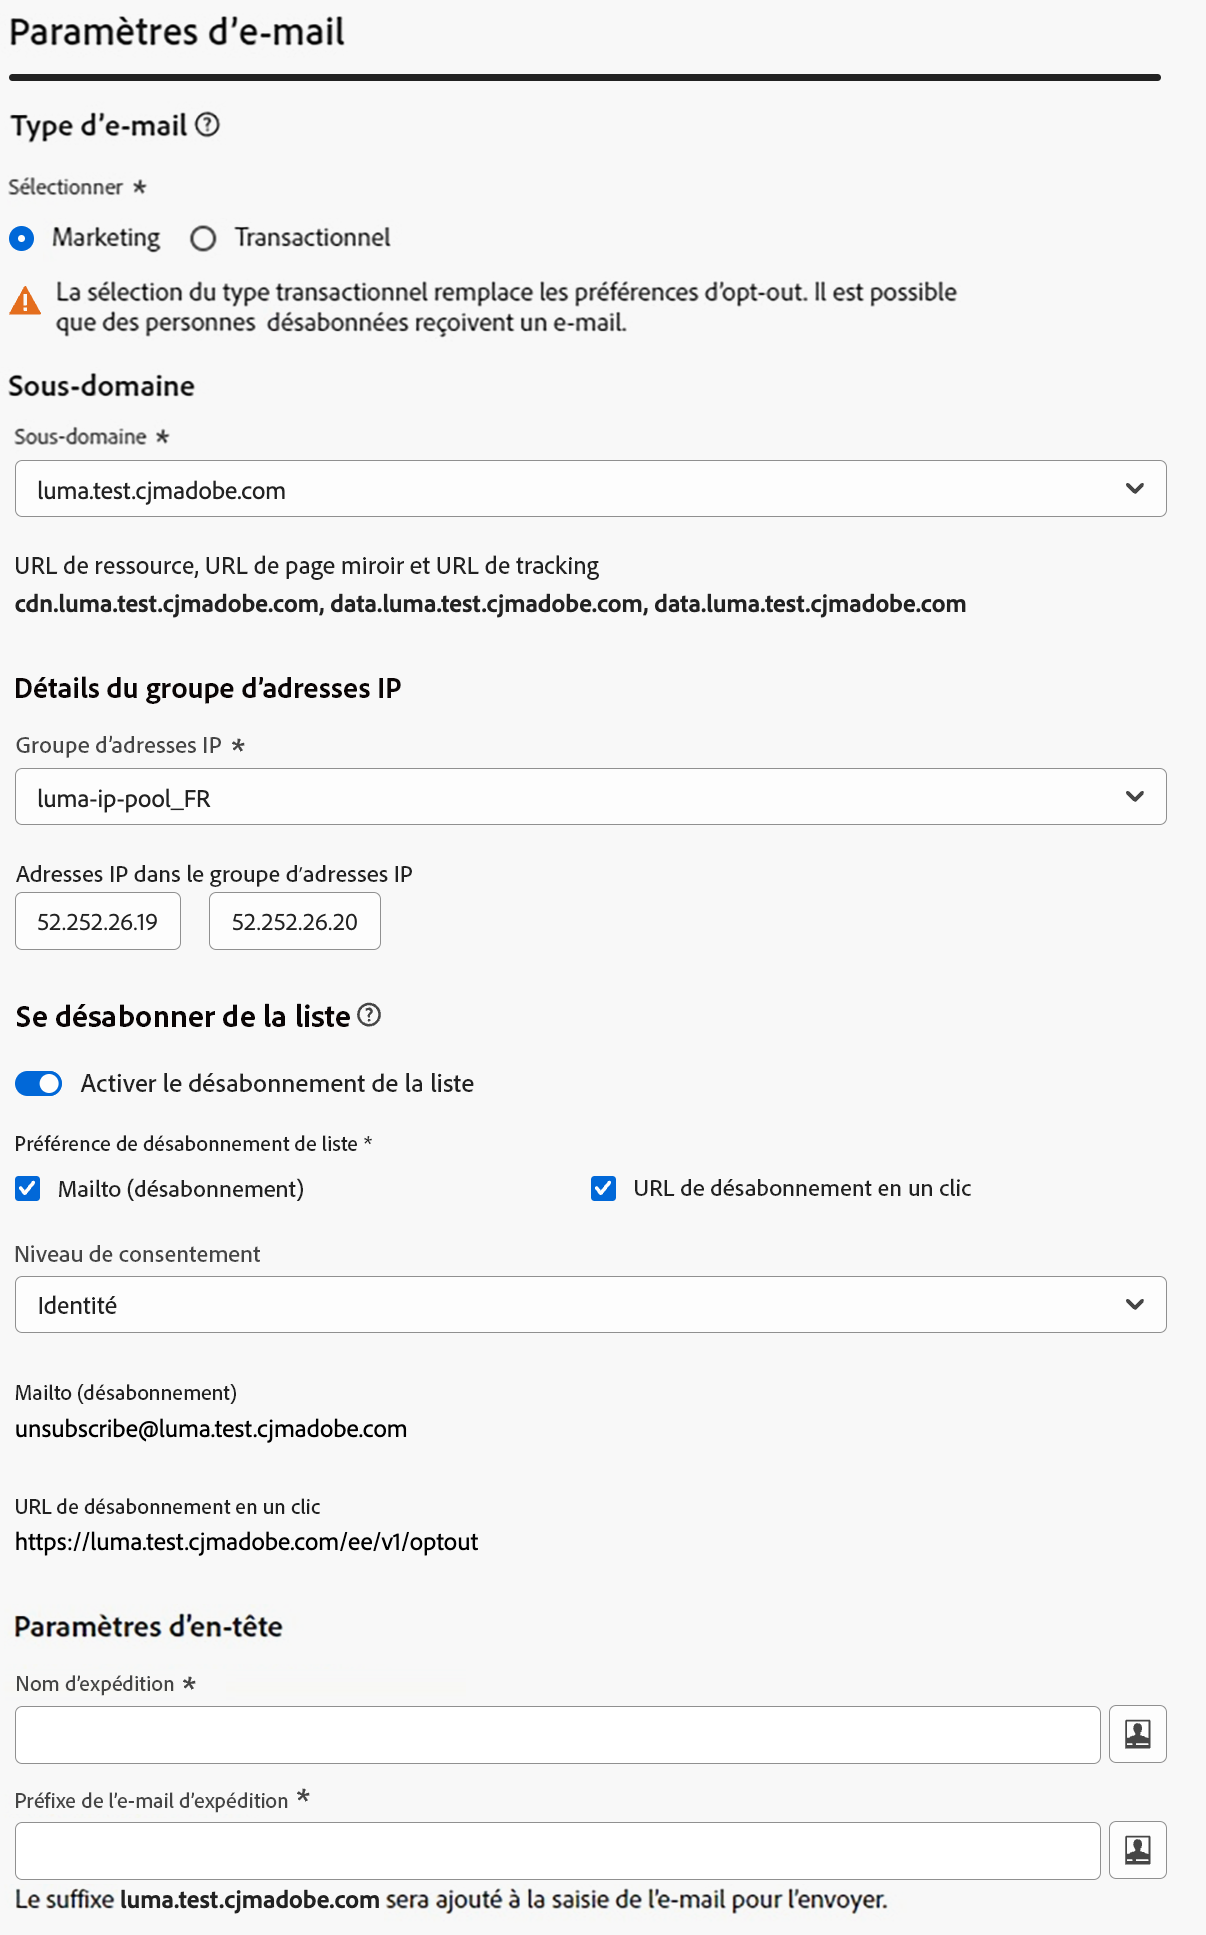 Paramètres d’e-mail
Type d’e-mail ?
Sélectionner *
Marketing Transactionnel
La sélection du type transactionnel remplace les préférences d’opt-out. Il est possible
que des personnes désabonnées reçoivent un e-mail.
Sous-domaine
Sous-domaine *
luma.test.cjmadobe.com
URL de ressource, URL de page miroir et URL de tracking
cdn.luma.test.cjmadobe.com, data.luma.test.cjmadobe.com, data.luma.test.cjmadobe.com
Détails du groupe d’adresses IP
Groupe d’adresses IP *
luma-ip-pool_FR
Adresses IP dans le groupe d’adresses IP
52.252.26.19 52.252.26.20
Se désabonner de la liste ?
Activer le désabonnement de la liste
Préférence de désabonnement de liste *
Mailto (désabonnement) URL de désabonnement en un clic
Niveau de consentement
Identité
Mailto (désabonnement)
unsubscribe@luma.test.cjmadobe.com
URL de désabonnement en un clic
https://luma.test.cjmadobe.com/ee/v1/optout
Paramètres d’en-tête
Nom d’expédition *
Préfixe de l’e-mail d’expédition *
Le suffixe luma.test.cjmadobe.com sera ajouté à la saisie de l’e-mail pour l’envoyer.